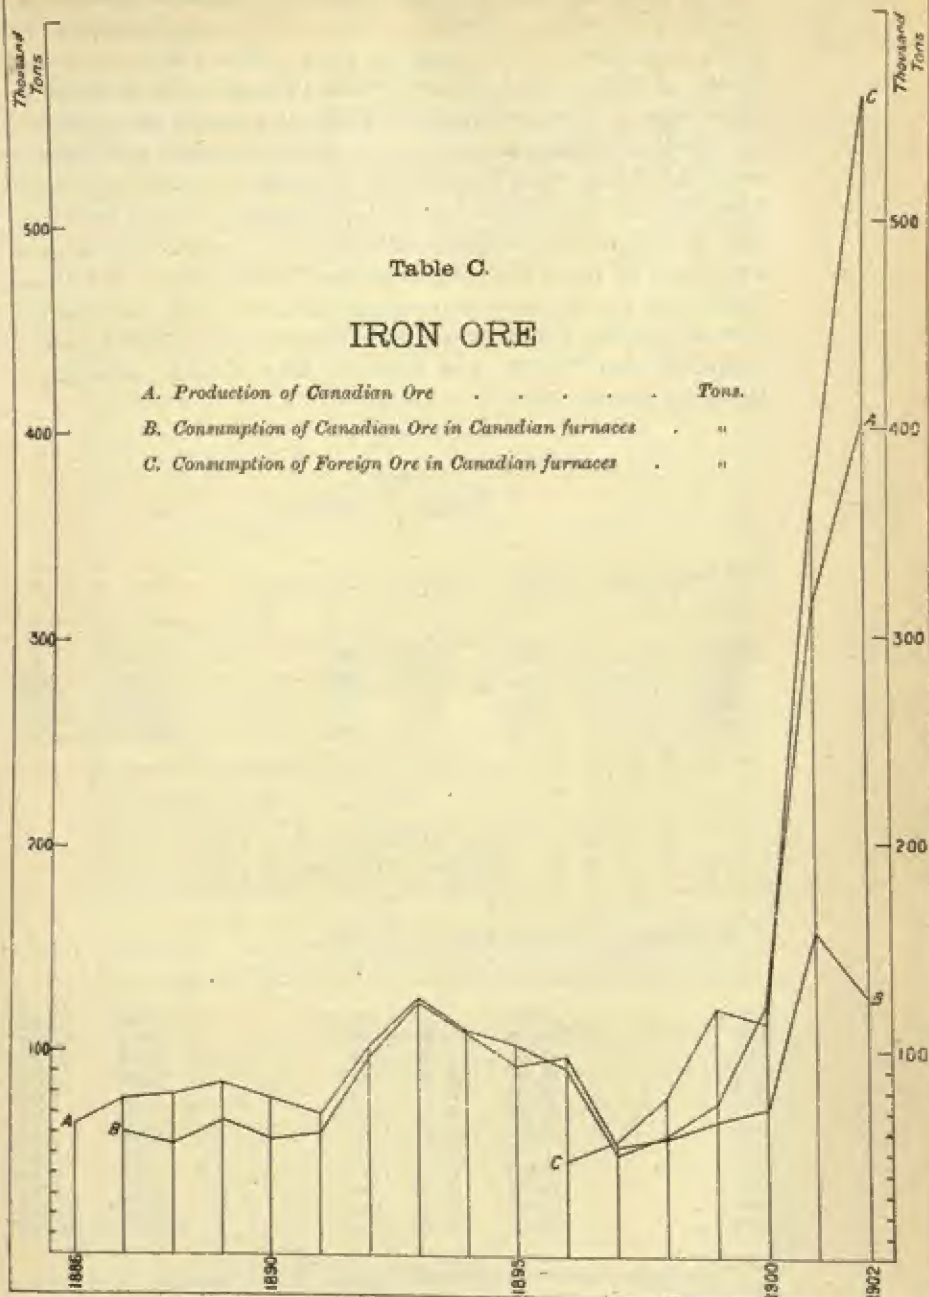 Thousand
Tons
Thousand
Tons
C
500
500
Table C.
IRON ORE
A. Production of Canadian Ore . . . . . Tons.
B. Consumption of Canadian Ore in Canadian furnaces . "
C. Consumption of Foreign Ore in Canadian furnaces . "
400
A
400
300
300
200
200
B
100
100
A
B
C
1886
1890
1895
1900
1902